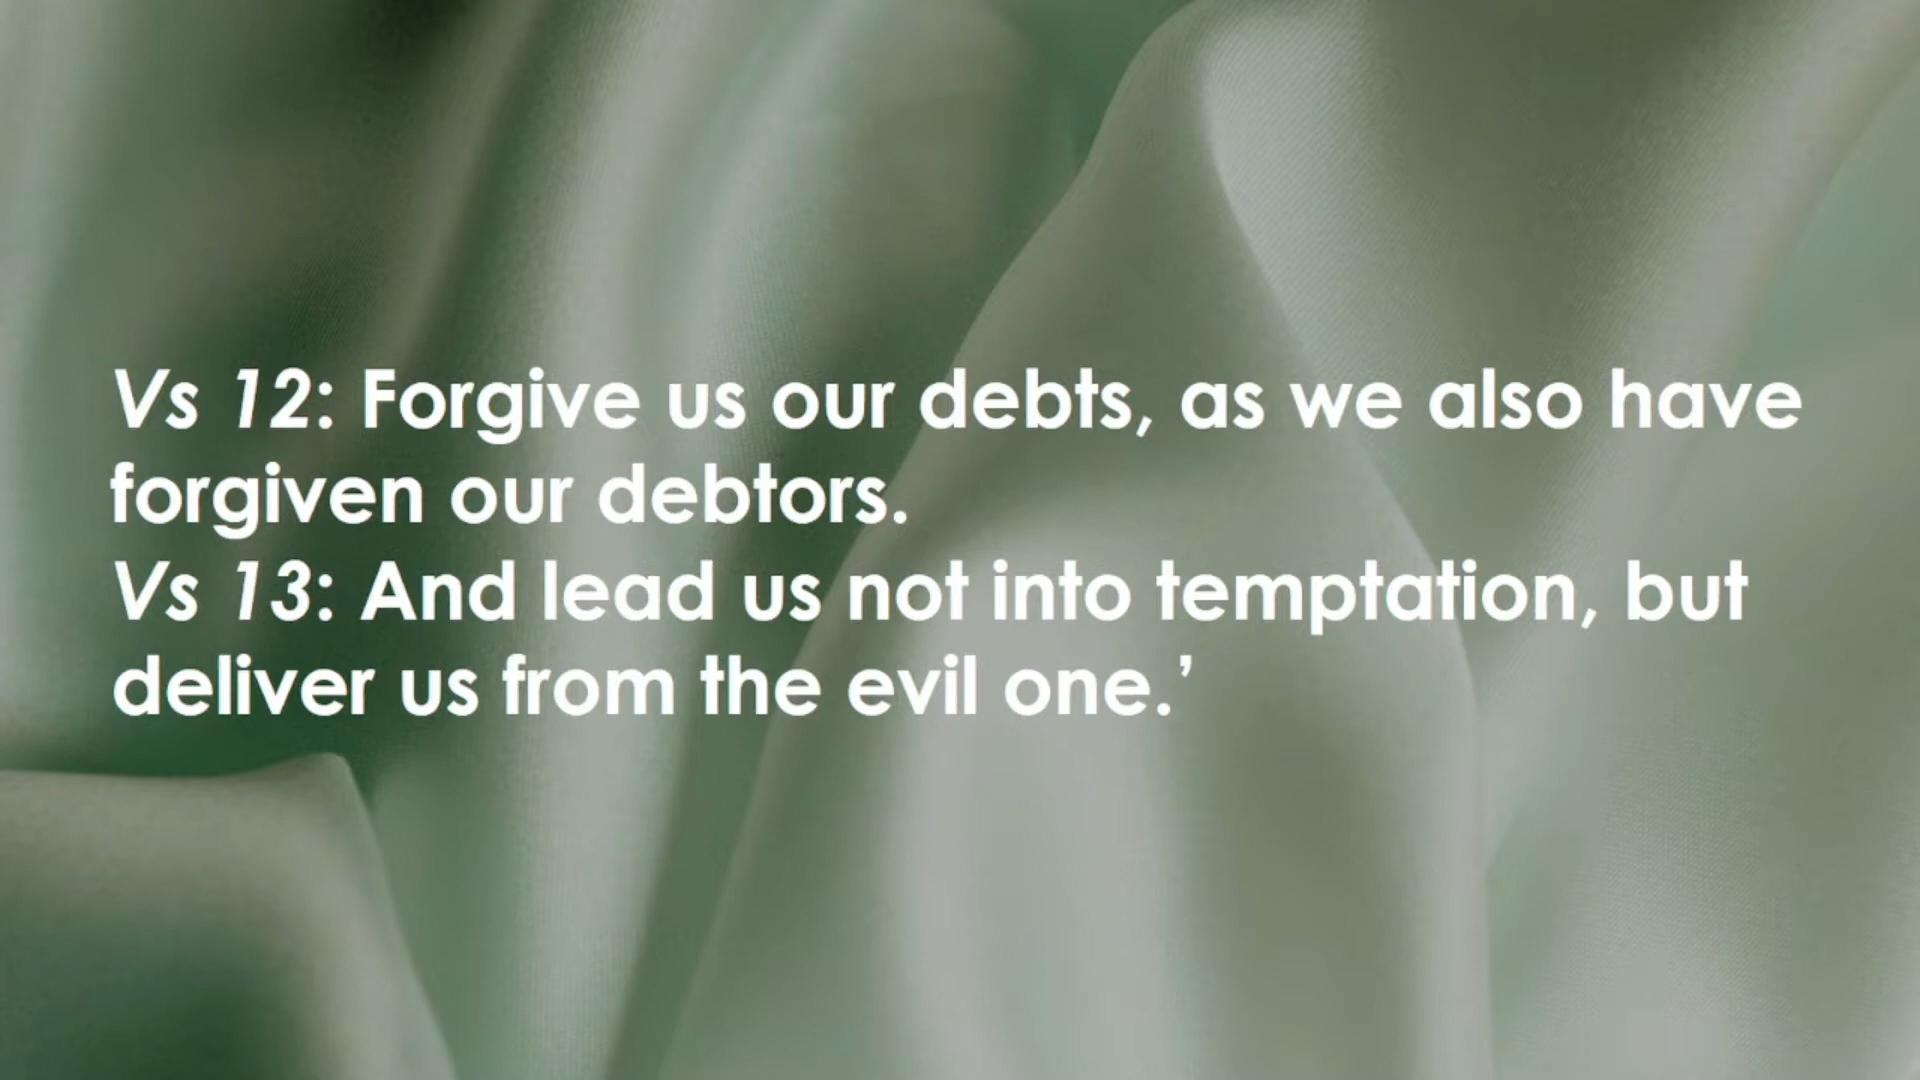 Vs 12: Forgive us our debts, as we also have
forgiven our debtors.
Vs 13: And lead us not into temptation, but
deliver us from the evil one.’